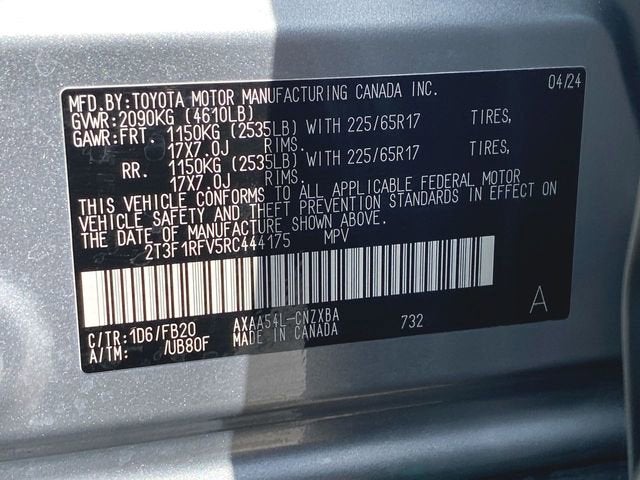 MFD.BY:TOYOTA MOTOR MANUFACTURING CANADA INC. 04/24
GVWR:2090KG (4610LB)
GAWR:FRT. 1150KG (2535LB) WITH 225/65R17 TIRES,
17X7.0J RIMS.
RR. 1150KG (2535LB) WITH 225/65R17 TIRES,
17X7.0J RIMS.
THIS VEHICLE CONFORMS TO ALL APPLICABLE FEDERAL MOTOR
VEHICLE SAFETY AND THEFT PREVENTION STANDARDS IN EFFECT ON
THE DATE OF MANUFACTURE SHOWN ABOVE.
2T3F1RFV5RC444175 MPV
A
C/TR:1D6/FB20 AXAA54L-CNZXBA 732
A/TM: /UB80F MADE IN CANADA